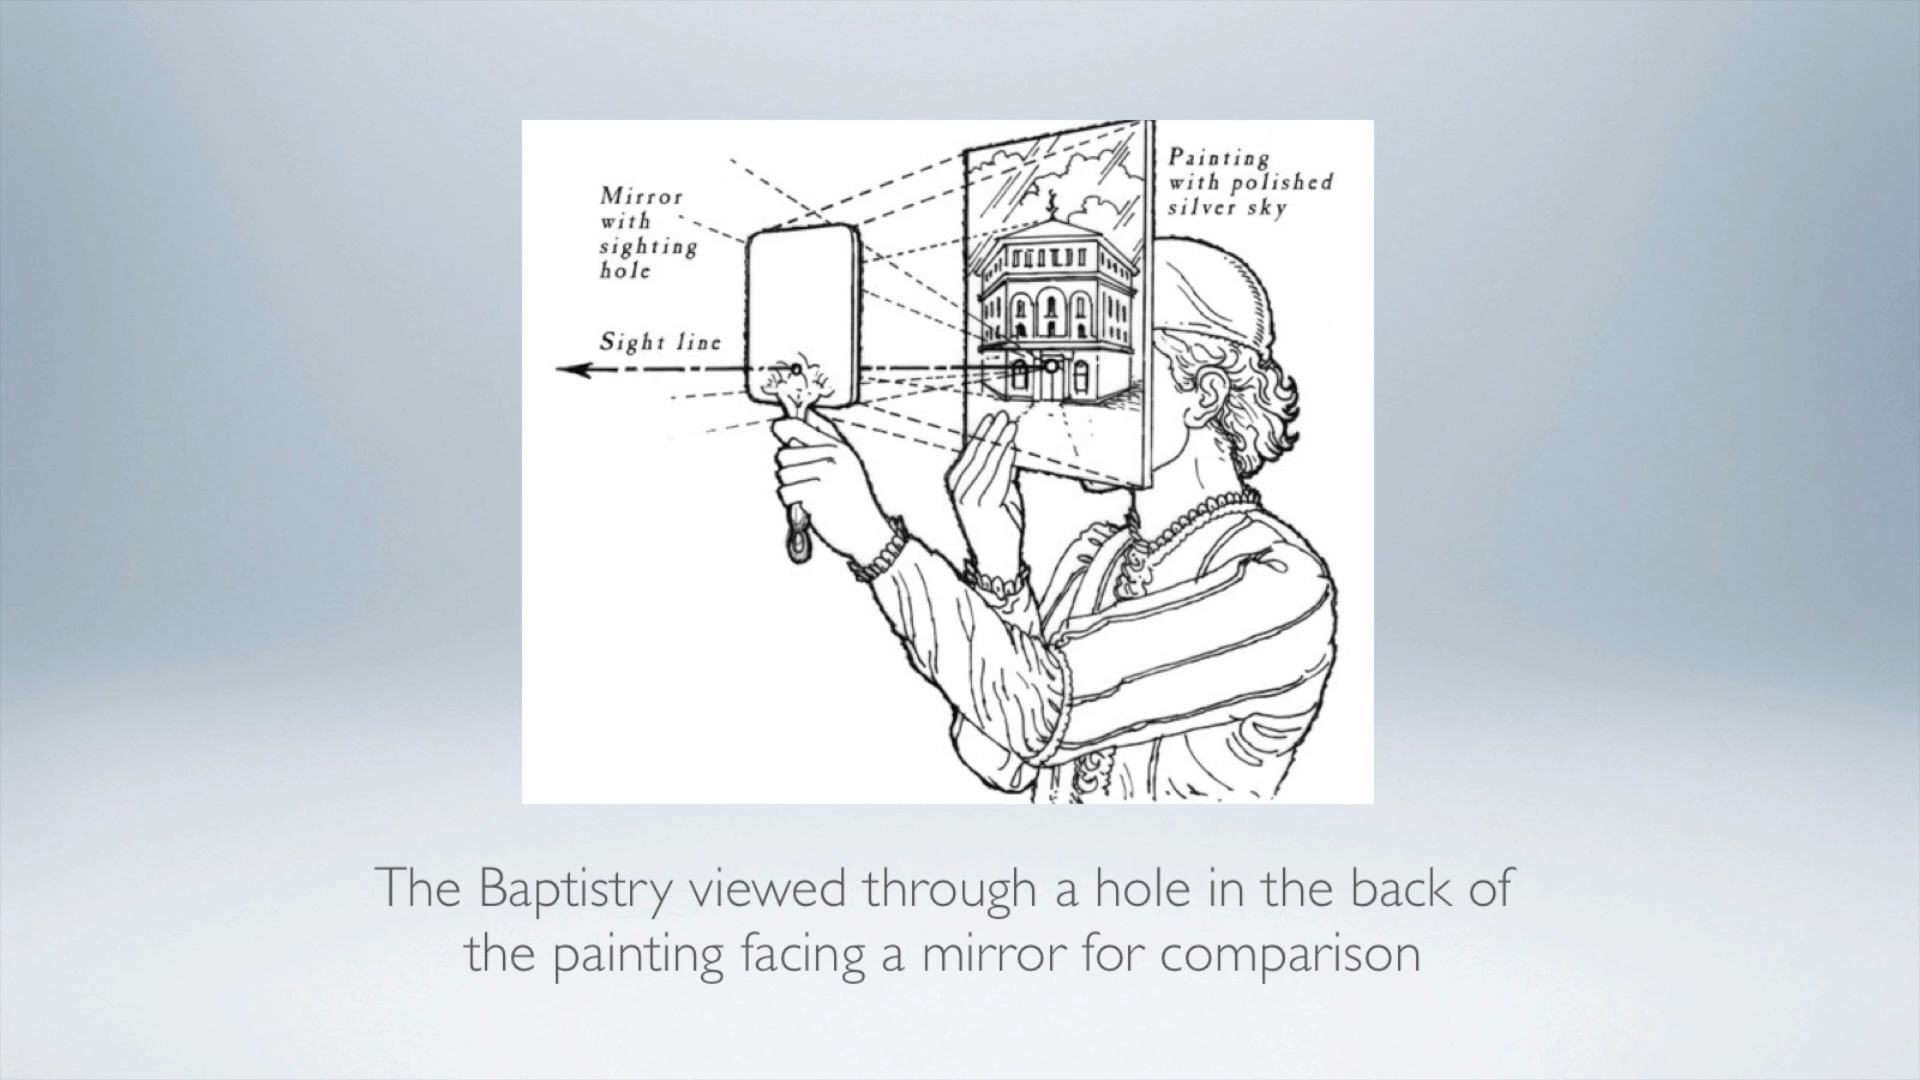 Mirror
with
sighting
hole
Sight line
Painting
with polished
silver sky
The Baptistry viewed through a hole in the back of
the painting facing a mirror for comparison